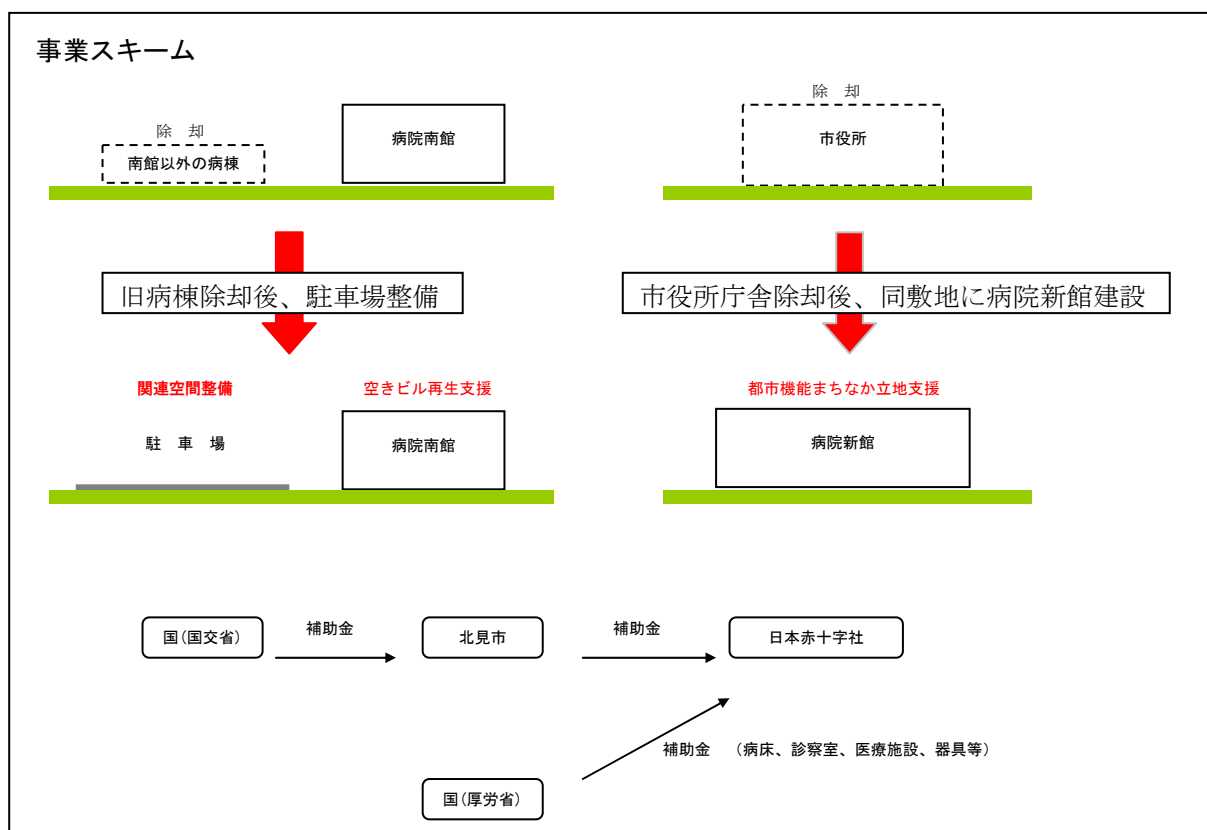 事業スキーム
除　却
除　却
南館以外の病棟
病院南館
市役所
旧病棟除却後、駐車場整備
市役所庁舎除却後、同敷地に病院新館建設
関連空間整備
空きビル再生支援
都市機能まちなか立地支援
駐　車　場
病院南館
病院新館
国(国交省)
補助金
北見市
補助金
日本赤十字社
補助金　（病床、診察室、医療施設、器具等）
国(厚労省)